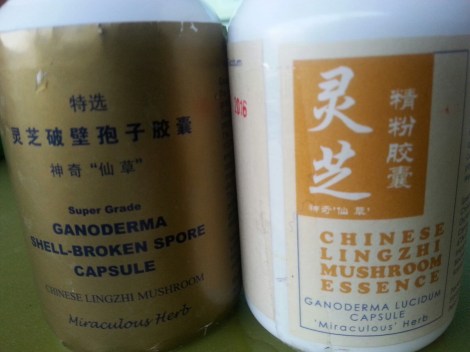 特选
灵芝破壁孢子胶囊
神奇“仙草”
Super Grade
GANODERMA
SHELL-BROKEN SPORE
CAPSULE
CHINESE LINGZHI MUSHROOM
Miraculous Herb
2016
灵芝
精粉胶囊
神奇‘仙草’
CHINESE
LINGZHI
MUSHROOM
ESSENCE
GANODERMA LUCIDUM
CAPSULE
'Miraculous' Herb